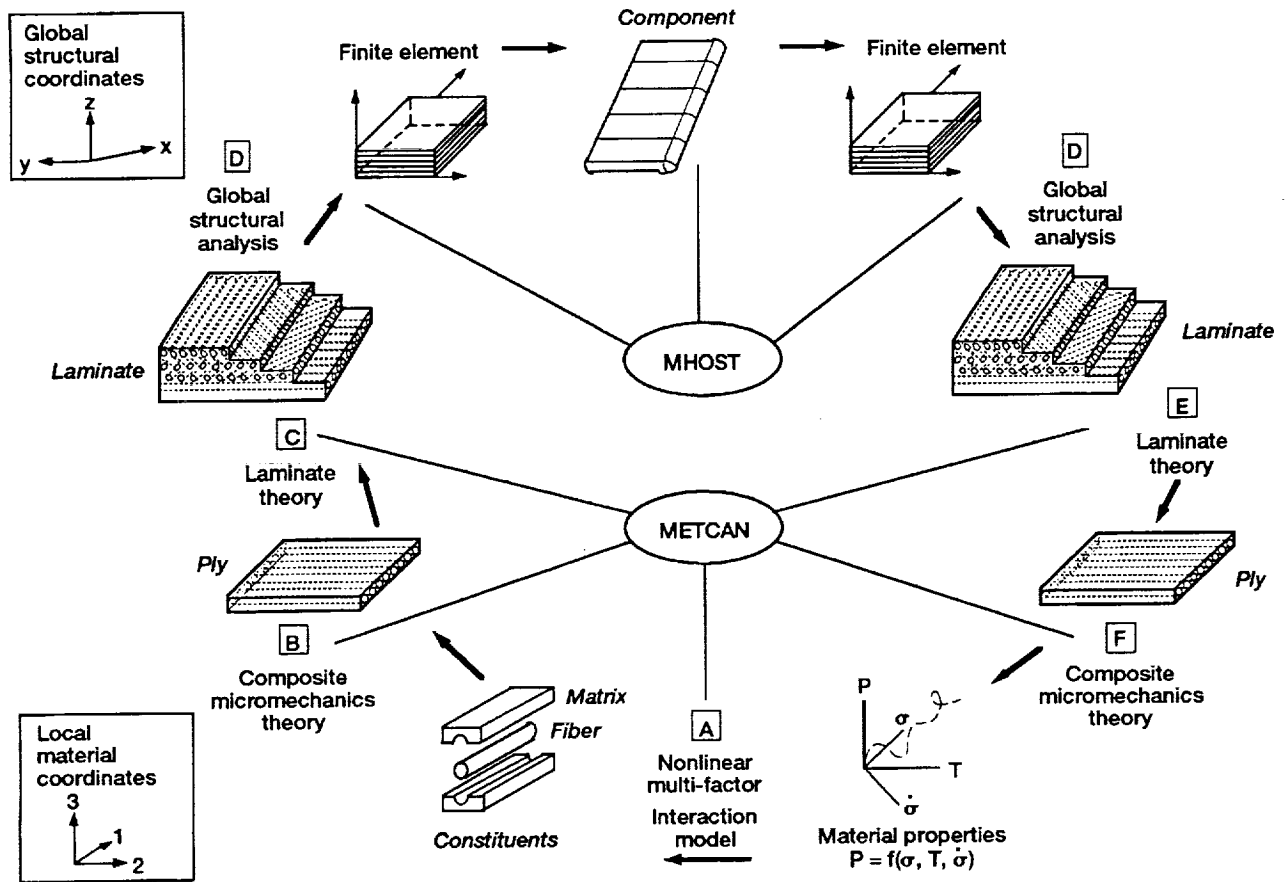 Global
structural
coordinates
z
y
x
Component
Finite element
Finite element
D
Global
structural
analysis
D
Global
structural
analysis
Laminate
MHOST
Laminate
C
Laminate
theory
E
Laminate
theory
METCAN
Ply
Ply
B
Composite
micromechanics
theory
F
Composite
micromechanics
theory
Matrix
Fiber
Constituents
A
Nonlinear
multi-factor
Interaction
model
P
σ
T
σ̇
Material properties
P = f(σ, T, σ̇)
Local
material
coordinates
3
1
2